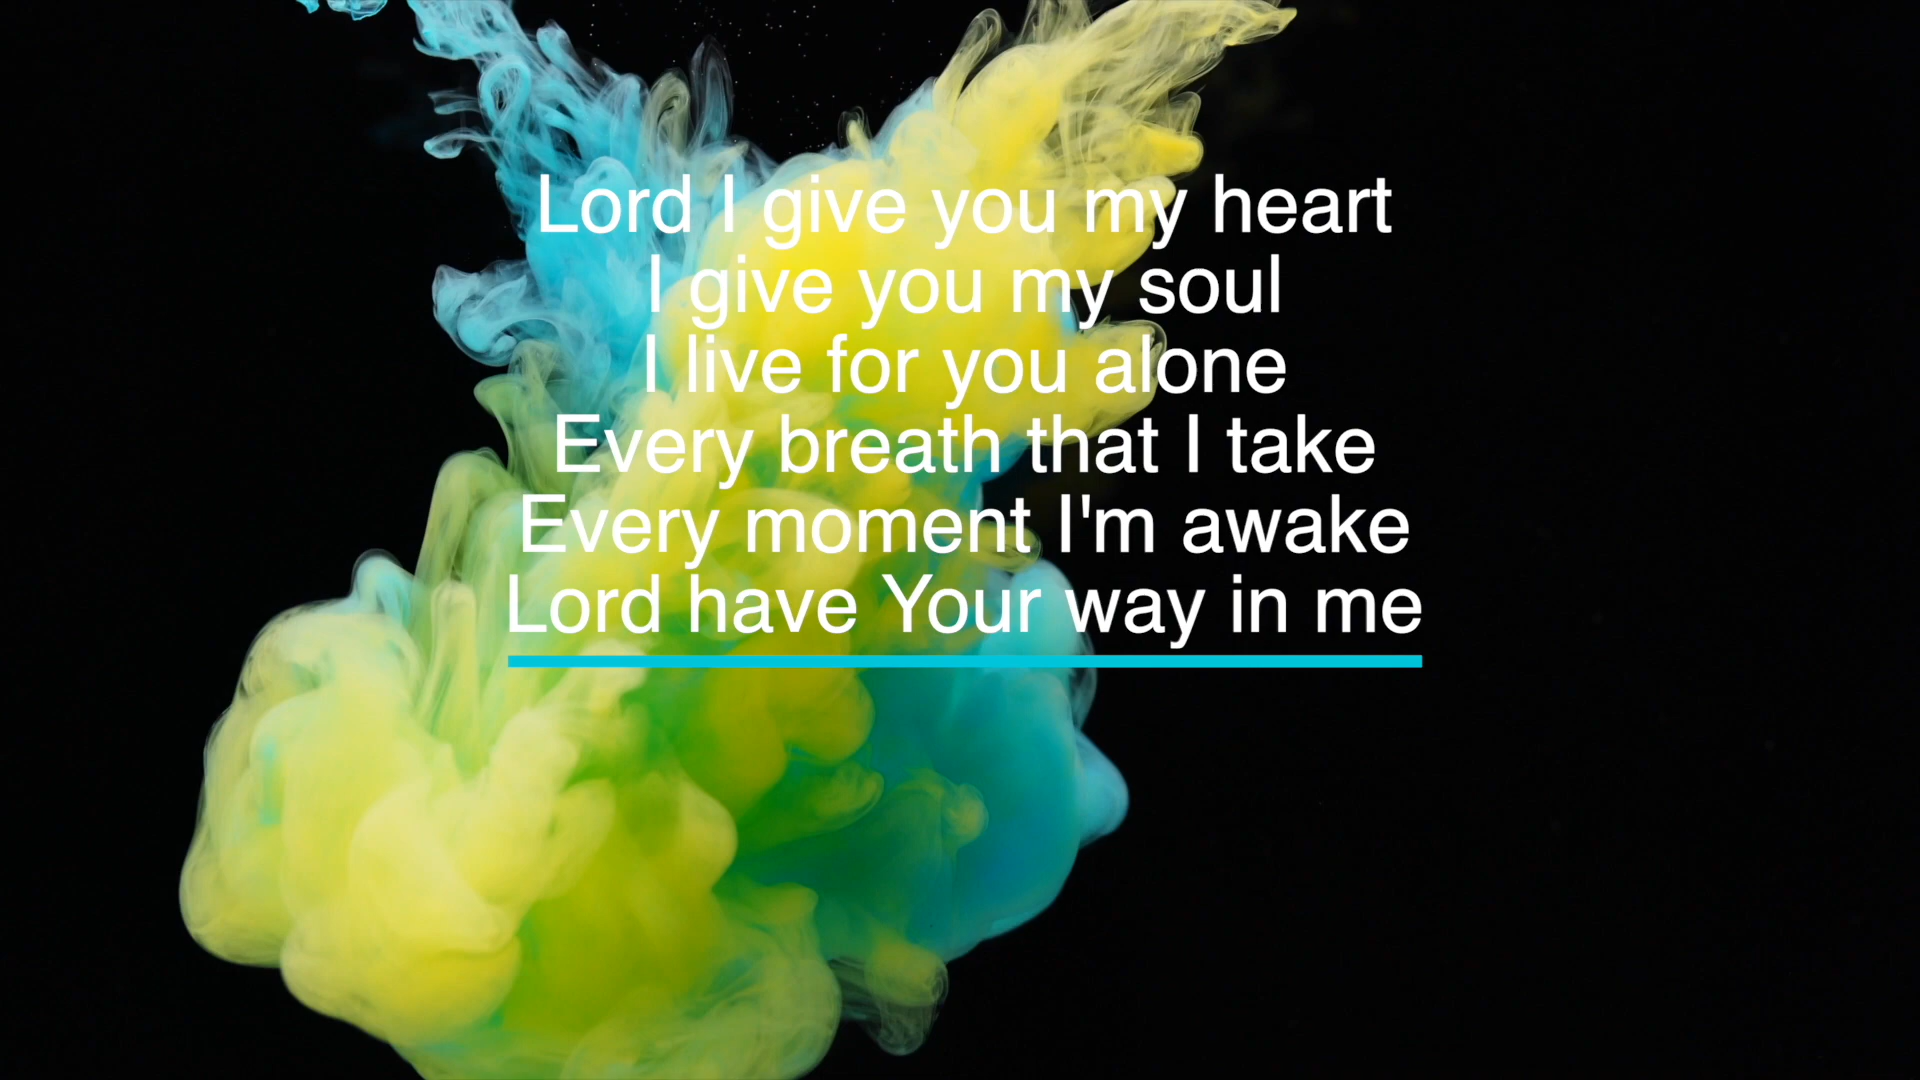 Lord I give you my heart
I give you my soul
I live for you alone
Every breath that I take
Every moment I'm awake
Lord have Your way in me